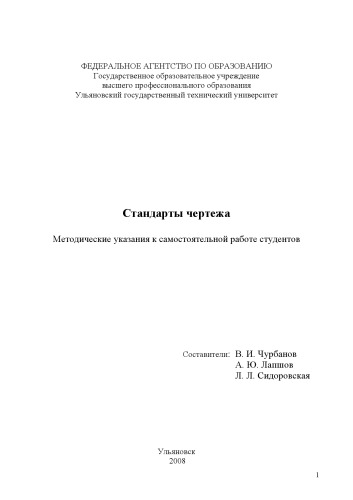 ФЕДЕРАЛЬНОЕ АГЕНТСТВО ПО ОБРАЗОВАНИЮ
Государственное образовательное учреждение
высшего профессионального образования
Ульяновский государственный технический университет
Стандарты чертежа
Методические указания к самостоятельной работе студентов
Составители: В. И. Чурбанов
А. Ю. Лапшов
Л. Л. Сидоровская
Ульяновск
2008
1